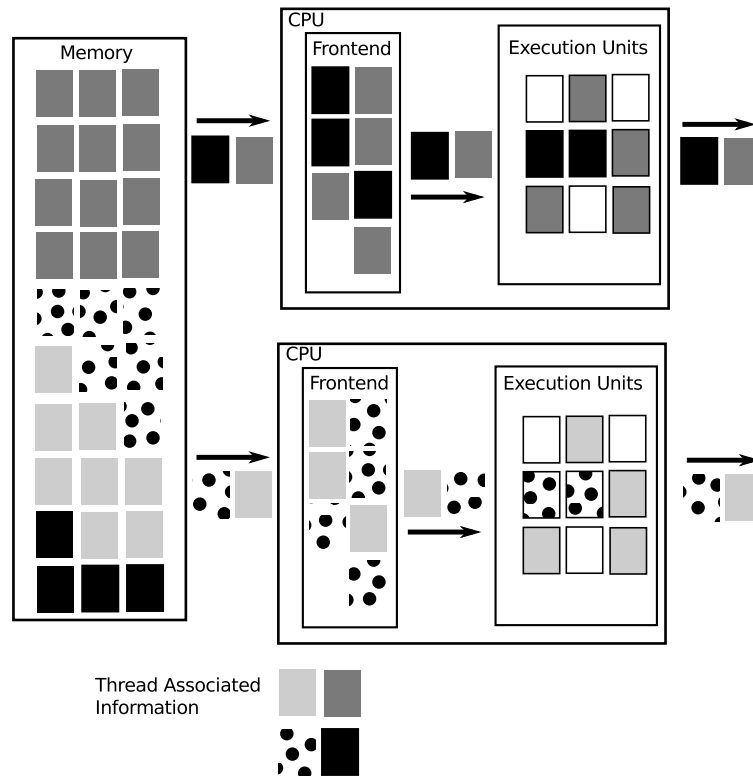 CPU
Memory
Frontend
Execution Units
CPU
Frontend
Execution Units
Thread Associated
Information